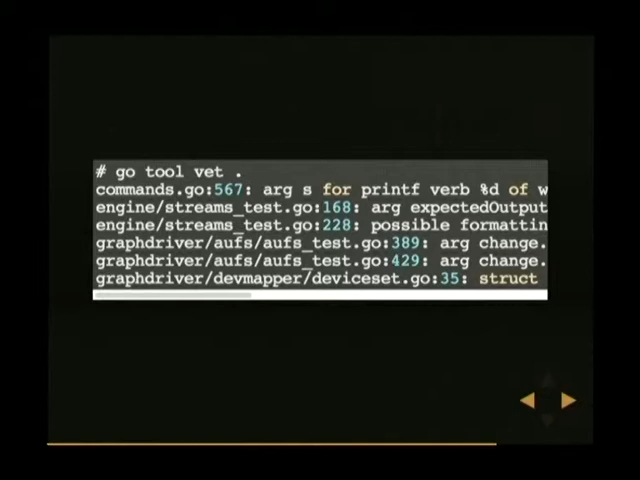 # go tool vet .
commands.go:567: arg s for printf verb %d of w
engine/streams_test.go:168: arg expectedOutput
engine/streams_test.go:228: possible formattin
graphdriver/aufs/aufs_test.go:389: arg change.
graphdriver/aufs/aufs_test.go:429: arg change.
graphdriver/devmapper/deviceset.go:35: struct